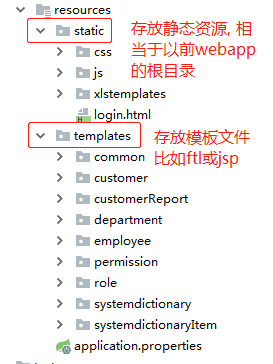 resources
static
存放静态资源, 相
当于以前webapp
的根目录
css
js
xlstemplates
login.html
templates
存放模板文件
比如ftl或jsp
common
customer
customerReport
department
employee
permission
role
systemdictionary
systemdictionaryItem
application.properties